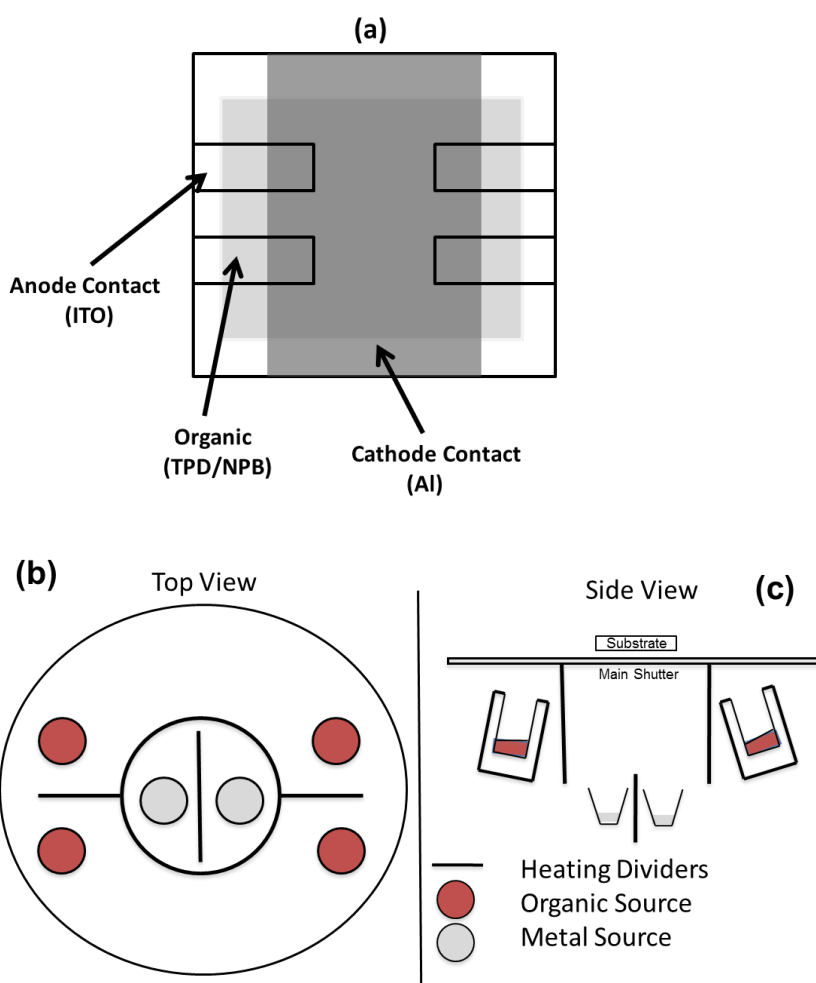 (a)
Anode Contact
(ITO)
Organic
(TPD/NPB)
Cathode Contact
(Al)
(b)
Top View
Side View
(c)
Substrate
Main Shutter
Heating Dividers
Organic Source
Metal Source